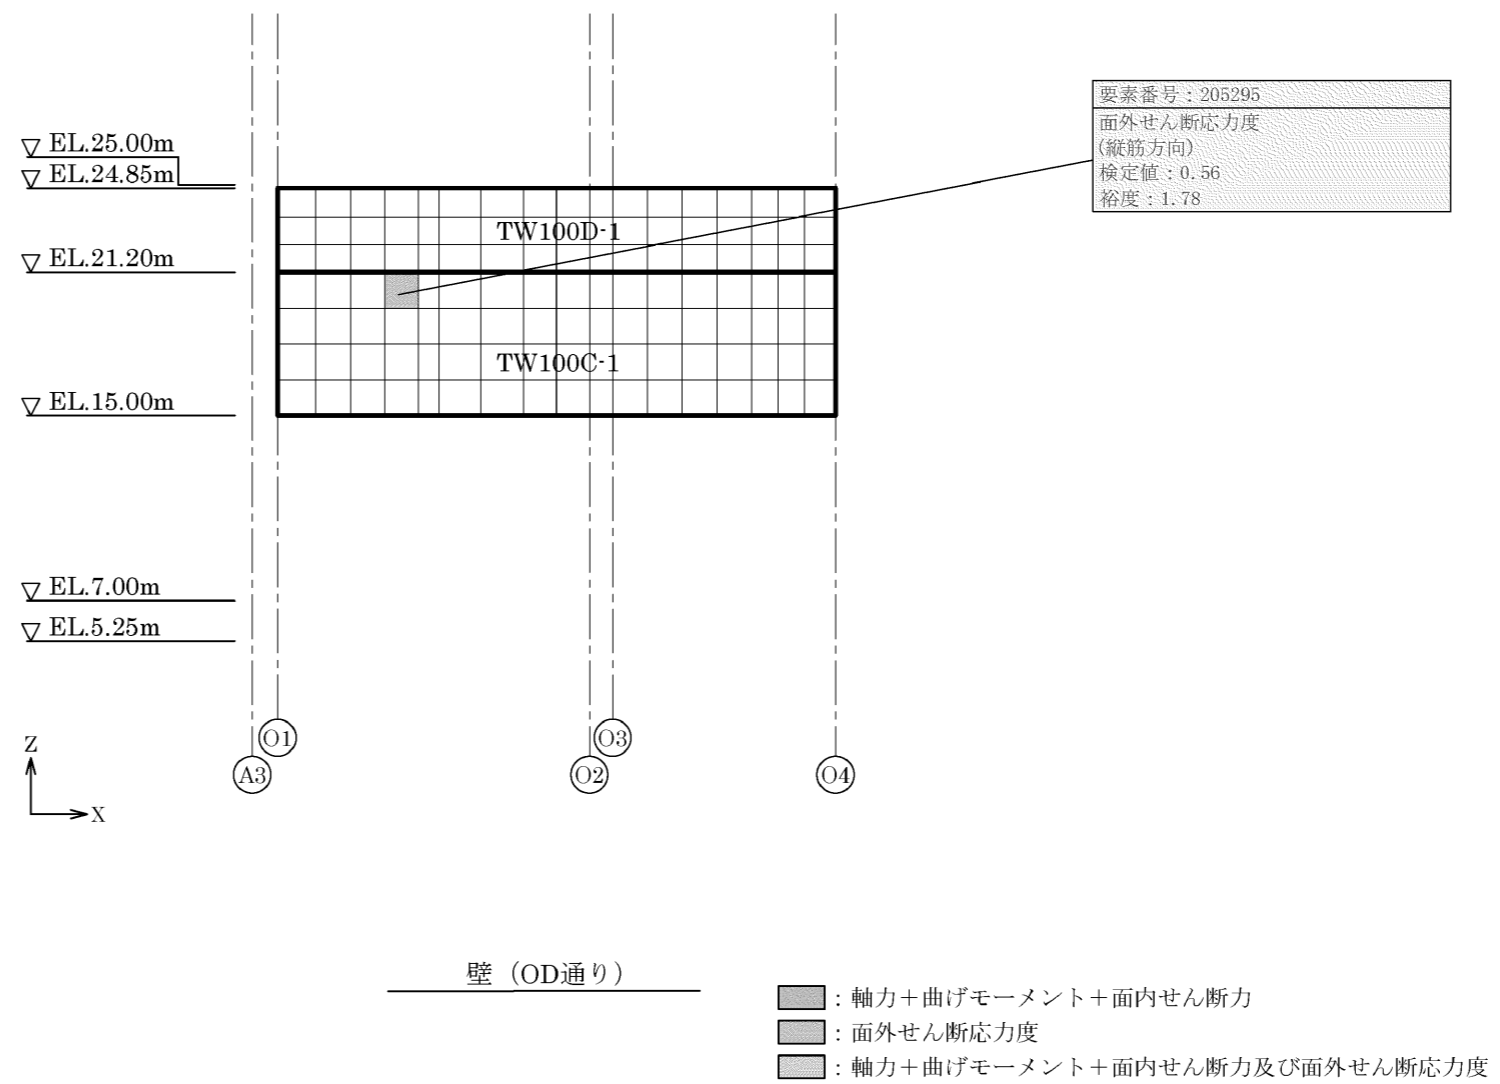 要素番号：205295
面外せん断応力度
(縦筋方向)
検定値：0.56
裕度：1.78
EL.25.00m
EL.24.85m
TW100D-1
EL.21.20m
TW100C-1
EL.15.00m
EL.7.00m
EL.5.25m
O1
O3
A3
O2
O4
Z
X
壁（OD通り）
：軸力＋曲げモーメント＋面内せん断力
：面外せん断応力度
：軸力＋曲げモーメント＋面内せん断力及び面外せん断応力度